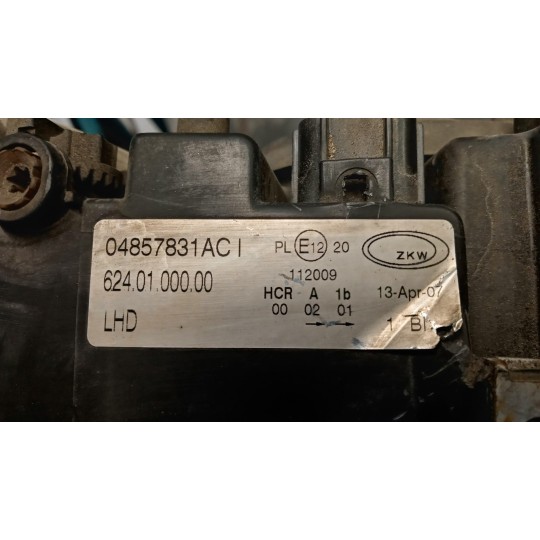 04857831AC I PL E12 20 ZKW
624.01.000.00 112009
HCR A 1b 13-Apr-07
LHD 00 02 01 1